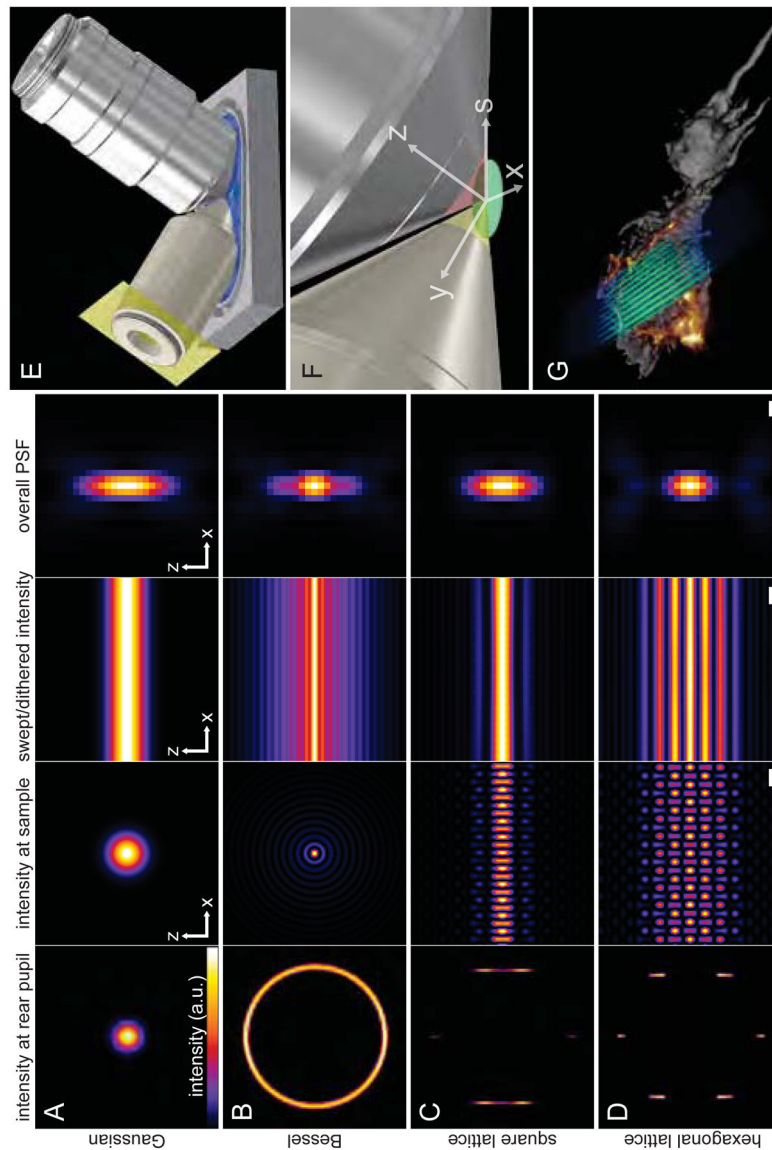 intensity at rear pupil
intensity at sample
swept/dithered intensity
overall PSF
A
Gaussian
intensity (a.u.)
z
x
z
x
z
x
E
B
Bessel
F
y
z
s
x
C
square lattice
G
D
hexagonal lattice